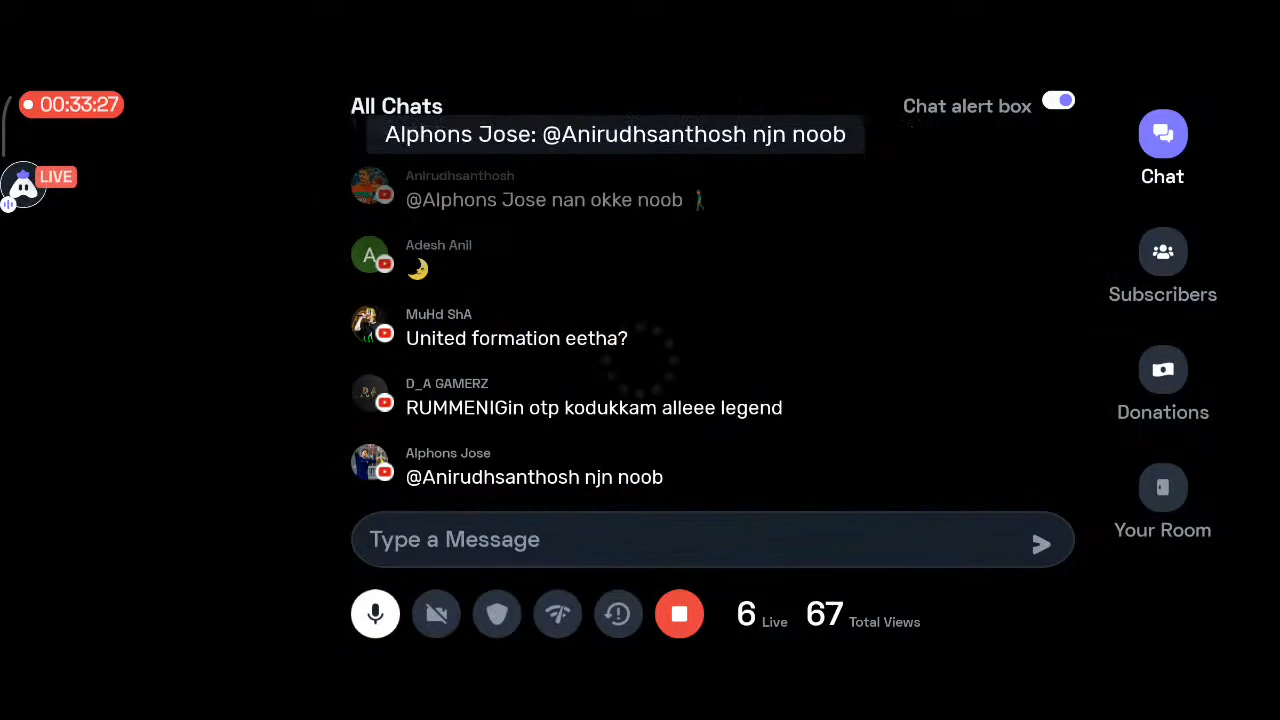 00:33:27
LIVE
All Chats
Chat alert box
Alphons Jose: @Anirudhsanthosh njn noob
Anirudhsanthosh
@Alphons Jose nan okke noob
A
Adesh Anil
MuHd ShA
United formation eetha?
D_A GAMERZ
RUMMENIGin otp kodukkam alleee legend
Alphons Jose
@Anirudhsanthosh njn noob
Type a Message
6 Live 67 Total Views
Chat
Subscribers
Donations
Your Room